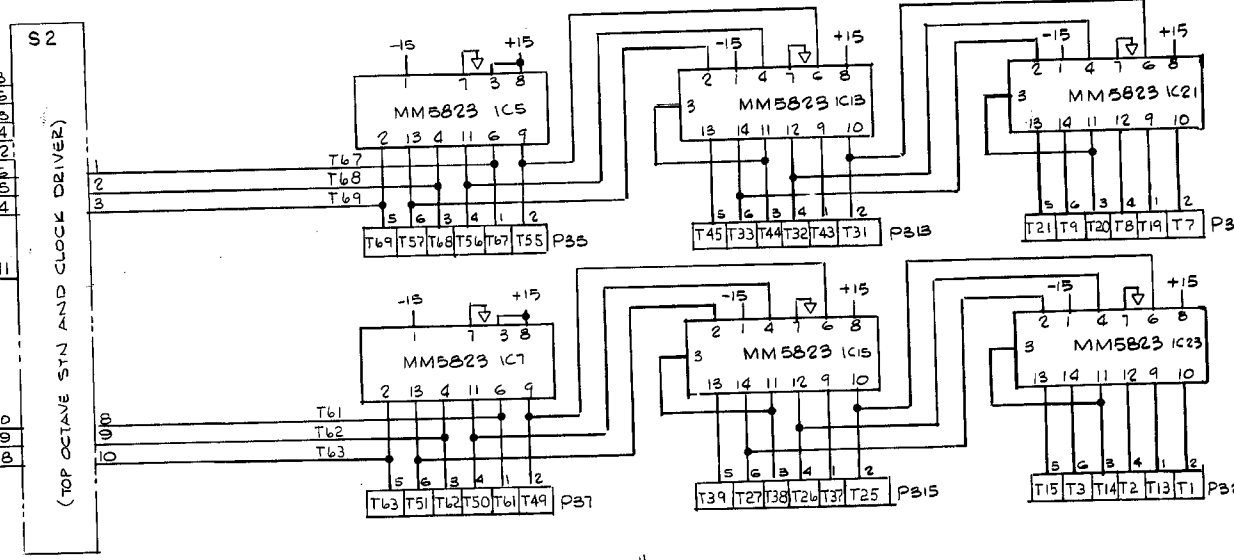 S2
(TOP OCTAVE SYN AND CLOCK DRIVER)
4
11
9
8
1
2
3
8
9
10
T67
T68
T69
-15
+15
1 7 3 8
MM5823 IC5
2 13 4 11 6 9
5 6 3 4 1 2
T69 T57 T68 T56 T67 T55 P35
-15 +15
2 1 4 7 6 8
3 MM5823 IC13
13 14 11 12 9 10
5 6 3 4 1 2
T45 T33 T44 T32 T43 T31 P313
-15 +15
2 1 4 7 6 8
3 MM5823 IC21
13 14 11 12 9 10
5 6 3 4 1 2
T21 T9 T20 T8 T19 T7
T61
T62
T63
-15 +15
1 7 3 8
MM5823 IC7
2 13 4 11 6 9
5 6 3 4 1 2
T63 T51 T62 T50 T61 T49 P37
-15 +15
2 1 4 7 6 8
3 MM5823 IC15
13 14 11 12 9 10
5 6 3 4 1 2
T39 T27 T38 T26 T37 T25 P315
-15 +15
2 1 4 7 6 8
3 MM5823 IC23
13 14 11 12 9 10
5 6 3 4 1 2
T15 T3 T14 T2 T13 T1